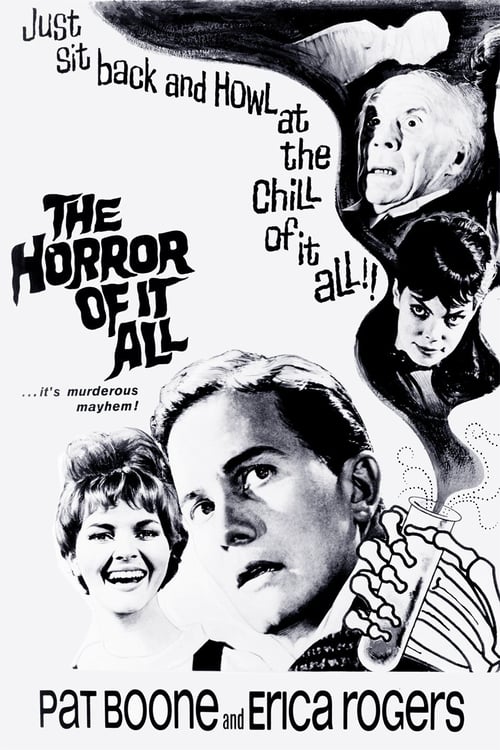 Just
sit back and HOWL
at
the
Chill
of it
all!!
THE
HORROR
OF IT
ALL
...it's murderous
mayhem!
PAT BOONE and ERICA ROGERS